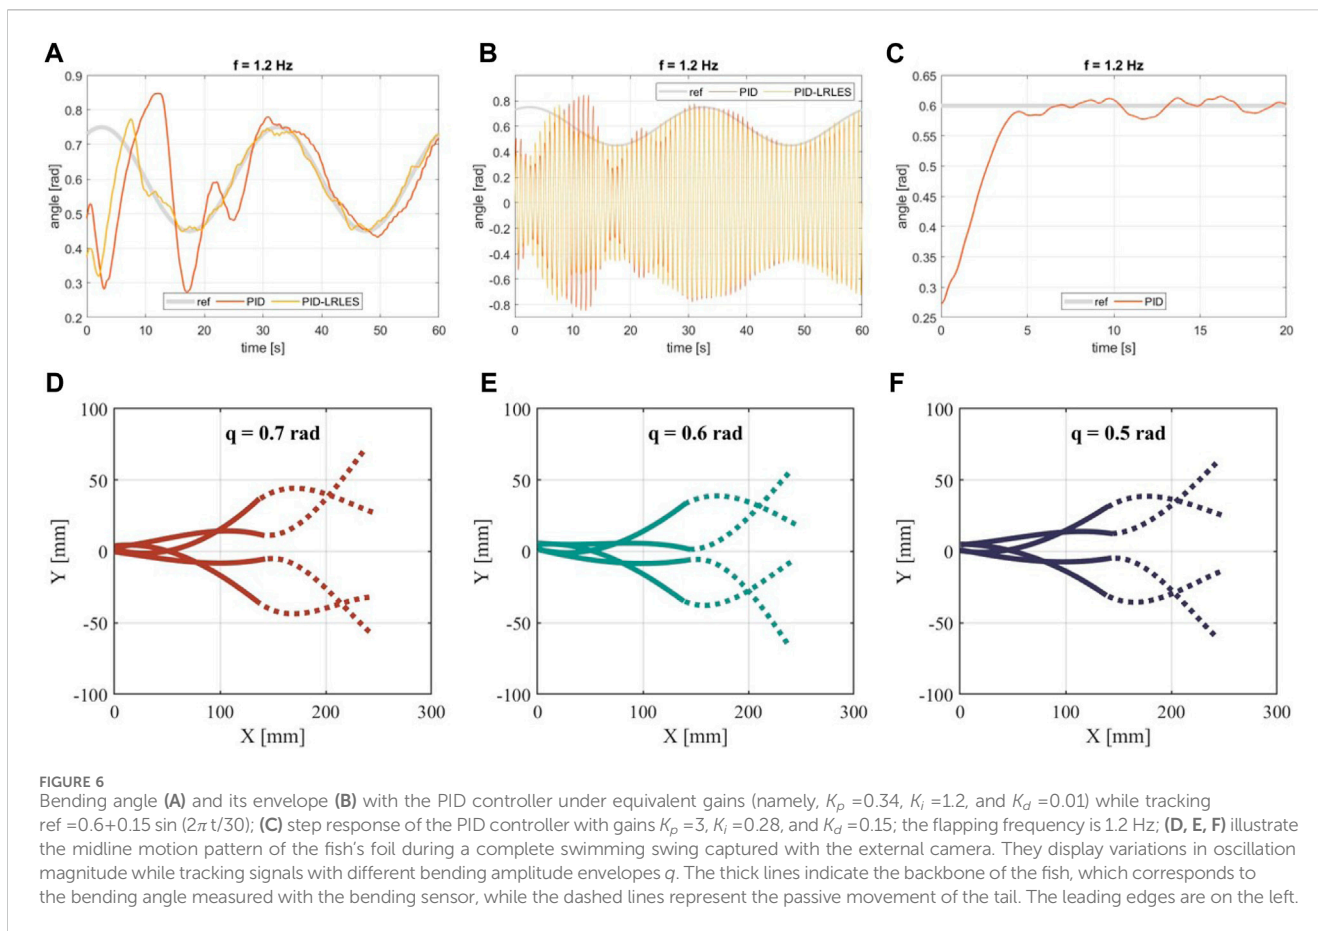 A
f = 1.2 Hz
0.9
0.8
0.7
0.6
0.5
0.4
0.3
0.2
angle [rad]
ref PID PID-LRLES
0 10 20 30 40 50 60
time [s]
B
f = 1.2 Hz
ref PID PID-LRLES
0.8
0.6
0.4
0.2
0
-0.2
-0.4
-0.6
-0.8
angle [rad]
0 10 20 30 40 50 60
time [s]
C
f = 1.2 Hz
0.65
0.6
0.55
0.5
0.45
0.4
0.35
0.3
0.25
angle [rad]
ref PID
0 5 10 15 20
time [s]
D
q = 0.7 rad
100
50
0
-50
-100
Y [mm]
0 100 200 300
X [mm]
E
q = 0.6 rad
100
50
0
-50
-100
Y [mm]
0 100 200 300
X [mm]
F
q = 0.5 rad
100
50
0
-50
-100
Y [mm]
0 100 200 300
X [mm]
FIGURE 6
Bending angle (A) and its envelope (B) with the PID controller under equivalent gains (namely, Kp =0.34, Ki =1.2, and Kd =0.01) while tracking
ref =0.6+0.15 sin (2π t/30); (C) step response of the PID controller with gains Kp =3, Ki =0.28, and Kd =0.15; the flapping frequency is 1.2 Hz; (D, E, F) illustrate
the midline motion pattern of the fish's foil during a complete swimming swing captured with the external camera. They display variations in oscillation
magnitude while tracking signals with different bending amplitude envelopes q. The thick lines indicate the backbone of the fish, which corresponds to
the bending angle measured with the bending sensor, while the dashed lines represent the passive movement of the tail. The leading edges are on the left.